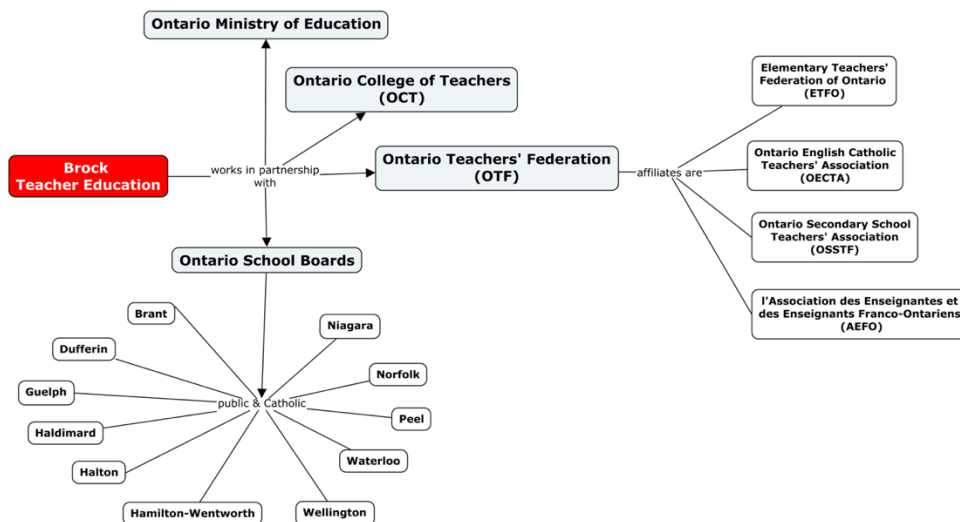 Ontario Ministry of Education
Ontario College of Teachers
(OCT)
Brock
Teacher Education
works in partnership
with
Ontario Teachers' Federation
(OTF)
affiliates are
Elementary Teachers'
Federation of Ontario
(ETFO)
Ontario English Catholic
Teachers' Association
(OECTA)
Ontario Secondary School
Teachers' Association
(OSSTF)
l'Association des Enseignantes et
des Enseignants Franco-Ontariens
(AEFO)
Ontario School Boards
public & Catholic
Brant
Dufferin
Guelph
Haldimard
Halton
Hamilton-Wentworth
Niagara
Norfolk
Peel
Waterloo
Wellington